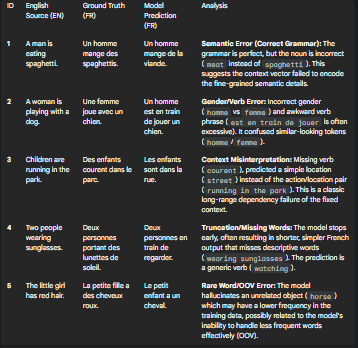 ID English Source (EN) Ground Truth (FR) Model Prediction (FR) Analysis
1 A man is eating spaghetti. Un homme mange des spaghettis. Un homme mange de la viande. Semantic Error (Correct Grammar): The grammar is perfect, but the noun is incorrect ( meat instead of spaghetti ). This suggests the context vector failed to encode the fine-grained semantic details.
2 A woman is playing with a dog. Une femme joue avec un chien. Un homme est en train de jouer un chien. Gender/Verb Error: Incorrect gender ( homme vs femme ) and awkward verb phrase ( est en train de jouer is often excessive). It confused similar-looking tokens ( homme / femme ).
3 Children are running in the park. Des enfants courent dans le parc. Les enfants sont dans la rue. Context Misinterpretation: Missing verb ( courent ), predicted a simple location ( street ) instead of the action/location pair ( running in the park ). This is a classic long-range dependency failure of the fixed context.
4 Two people wearing sunglasses. Deux personnes portant des lunettes de soleil. Deux personnes en train de regarder. Truncation/Missing Words: The model stops early, often resulting in shorter, simpler French output that misses descriptive words ( wearing sunglasses ). The prediction is a generic verb ( watching ).
5 The little girl has red hair. La petite fille a des cheveux roux. Le petit enfant a un cheval. Rare Word/OOV Error: The model hallucinates an unrelated object ( horse ) which may have a lower frequency in the training data, possibly related to the model's inability to handle less frequent words effectively (OOV).